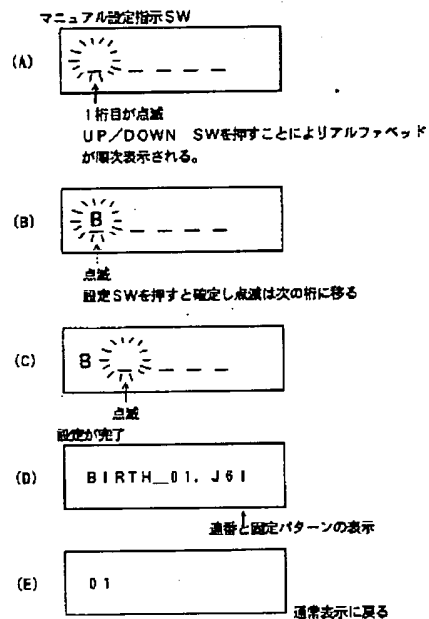 マニュアル設定指示SW
(A)
_ _ _ _ _
1桁目が点滅
UP/DOWN SWを押すことによりアルファベッド
が順次表示される。
(B)
B _ _ _ _
点滅
設定SWを押すと確定し点滅は次の桁に移る
(C)
B _ _ _ _
点滅
設定が完了
(D) BIRTH_01. J6I
連番と固定パターンの表示
(E) 01
通常表示に戻る